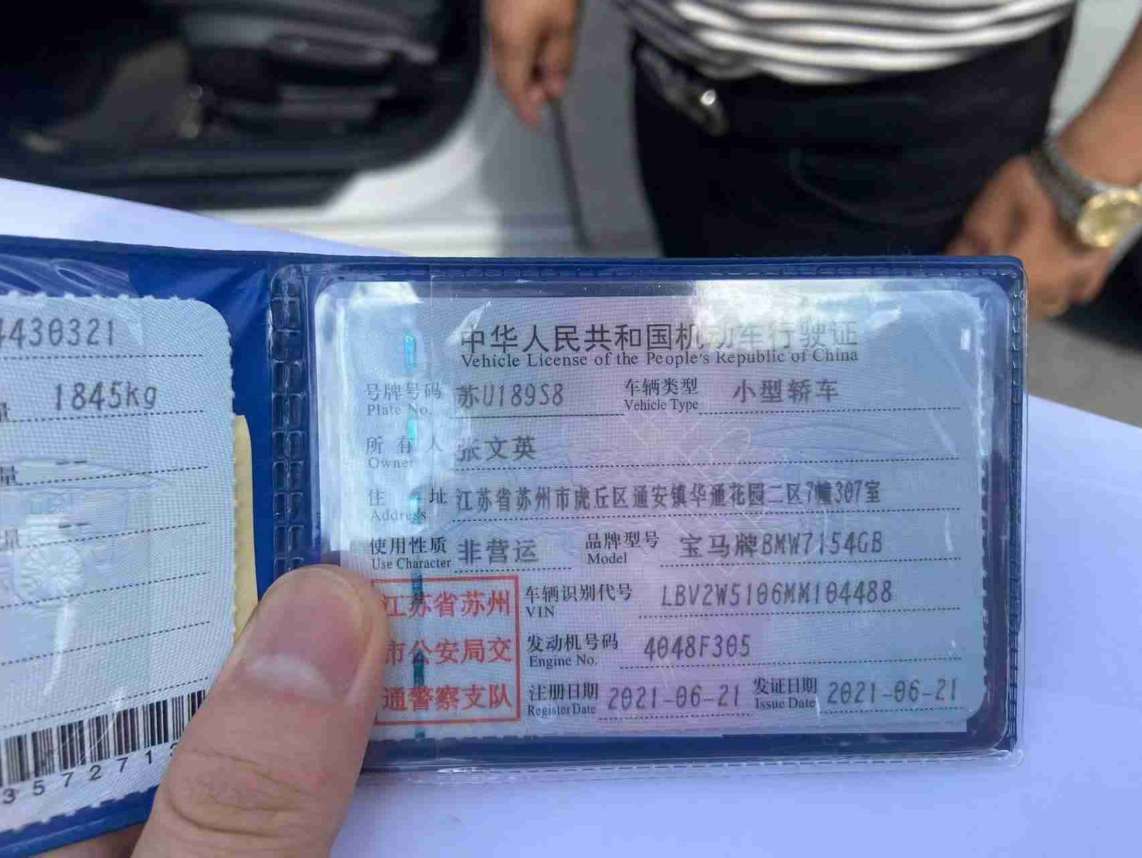 4430321
量 1845kg
量
量
3572713
中华人民共和国机动车行驶证
Vehicle License of the People's Republic of China
号牌号码 苏U189S8 车辆类型 小型轿车
Plate No. Vehicle Type
所有人 张文英
Owner
住址 江苏省苏州市虎丘区通安镇华通花园二区7幢307室
Address
使用性质 非营运 品牌型号 宝马牌BMW7154GB
Use Character Model
江苏省苏州
市公安局交
通警察支队
车辆识别代号 LBV2W5106MM104488
VIN
发动机号码 4048F305
Engine No.
注册日期 2021-06-21 发证日期 2021-06-21
Register Date Issue Date